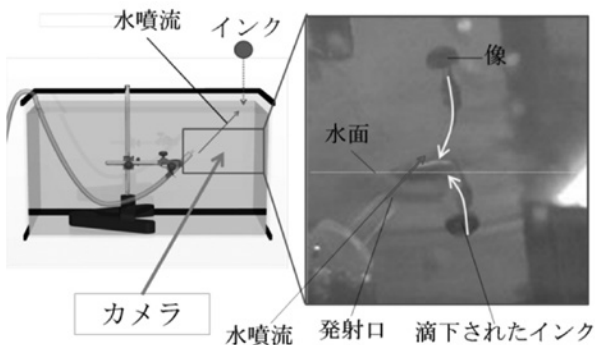 水噴流
インク
像
水面
カメラ
水噴流
発射口
滴下されたインク